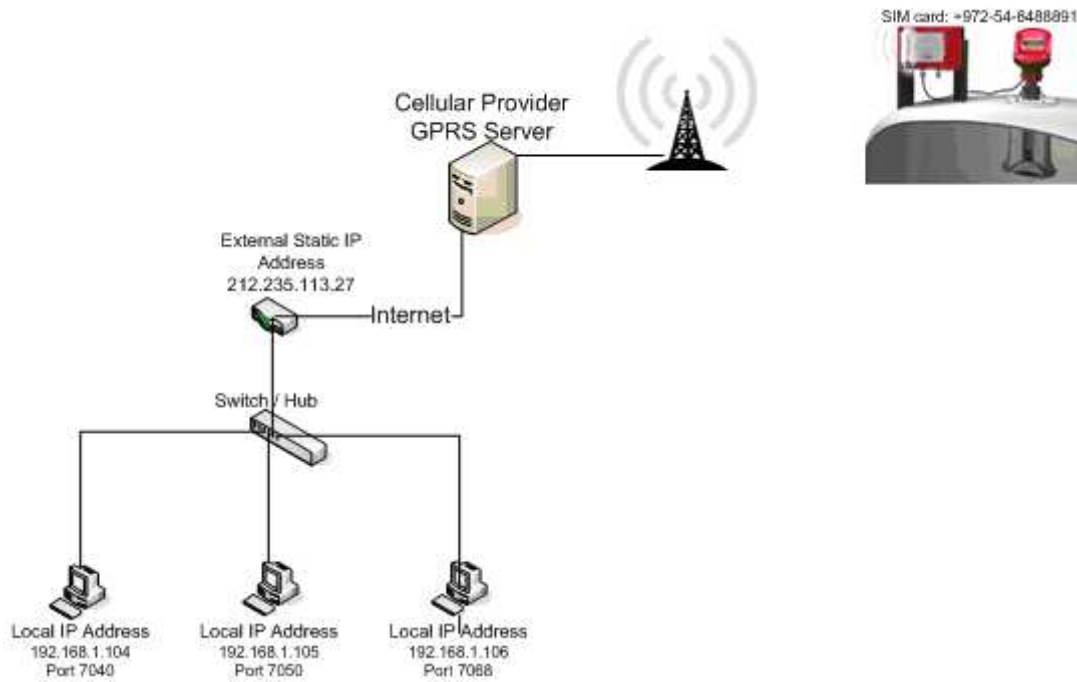 SIM card: +972-54-6488891
Cellular Provider
GPRS Server
External Static IP
Address
212.235.113.27
Internet
Switch / Hub
Local IP Address
192.168.1.104
Port 7040
Local IP Address
192.168.1.105
Port 7050
Local IP Address
192.168.1.106
Port 7068